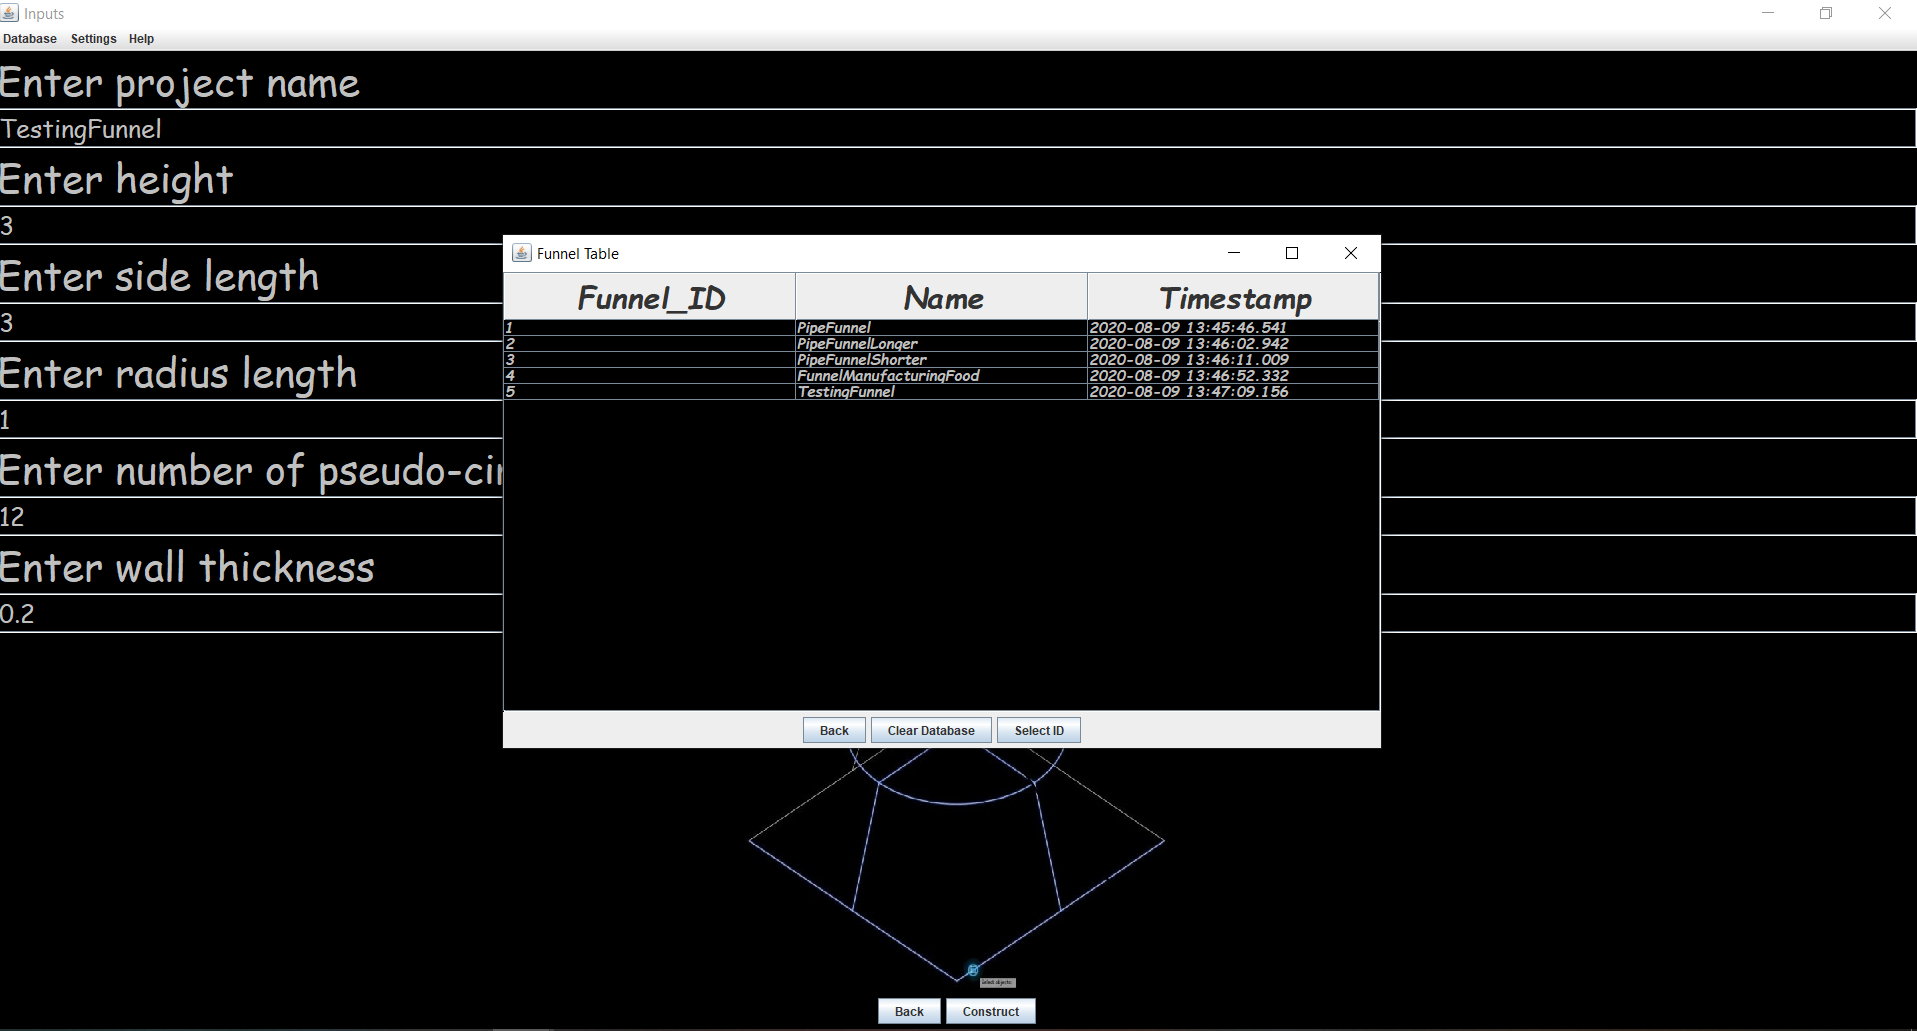 Inputs
Database Settings Help
Enter project name
TestingFunnel
Enter height
3
Enter side length
3
Enter radius length
1
Enter number of pseudo-cir
12
Enter wall thickness
0.2
Funnel Table
Funnel_ID Name Timestamp
1 PipeFunnel 2020-08-09 13:45:46.541
2 PipeFunnelLonger 2020-08-09 13:46:02.942
3 PipeFunnelShorter 2020-08-09 13:46:11.009
4 FunnelManufacturingFood 2020-08-09 13:46:52.332
5 TestingFunnel 2020-08-09 13:47:09.156
Back Clear Database Select ID
Select objects:
Back Construct